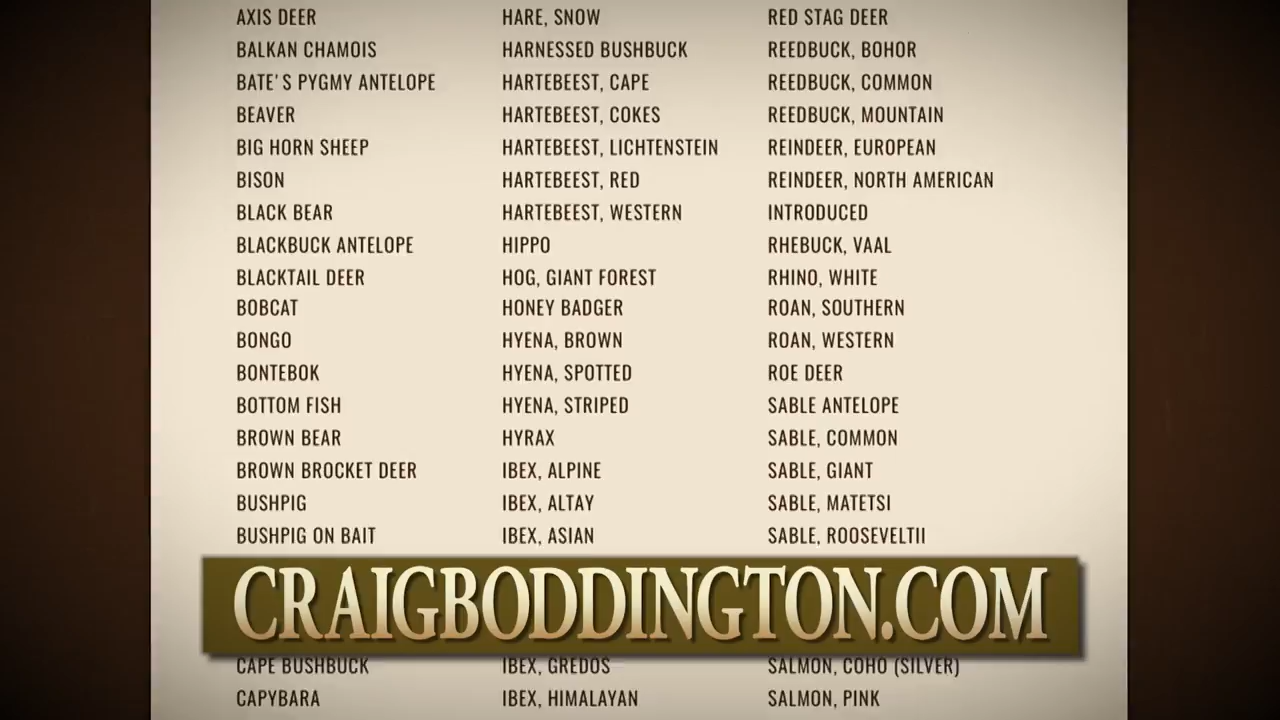 AXIS DEER
BALKAN CHAMOIS
BATE'S PYGMY ANTELOPE
BEAVER
BIG HORN SHEEP
BISON
BLACK BEAR
BLACKBUCK ANTELOPE
BLACKTAIL DEER
BOBCAT
BONGO
BONTEBOK
BOTTOM FISH
BROWN BEAR
BROWN BROCKET DEER
BUSHPIG
BUSHPIG ON BAIT
CAPE BUSHBUCK
CAPYBARA
HARE, SNOW
HARNESSED BUSHBUCK
HARTEBEEST, CAPE
HARTEBEEST, COKES
HARTEBEEST, LICHTENSTEIN
HARTEBEEST, RED
HARTEBEEST, WESTERN
HIPPO
HOG, GIANT FOREST
HONEY BADGER
HYENA, BROWN
HYENA, SPOTTED
HYENA, STRIPED
HYRAX
IBEX, ALPINE
IBEX, ALTAY
IBEX, ASIAN
IBEX, GREDOS
IBEX, HIMALAYAN
RED STAG DEER
REEDBUCK, BOHOR
REEDBUCK, COMMON
REEDBUCK, MOUNTAIN
REINDEER, EUROPEAN
REINDEER, NORTH AMERICAN
INTRODUCED
RHEBUCK, VAAL
RHINO, WHITE
ROAN, SOUTHERN
ROAN, WESTERN
ROE DEER
SABLE ANTELOPE
SABLE, COMMON
SABLE, GIANT
SABLE, MATETSI
SABLE, ROOSEVELTII
SALMON, COHO (SILVER)
SALMON, PINK
CRAIGBODDINGTON.COM